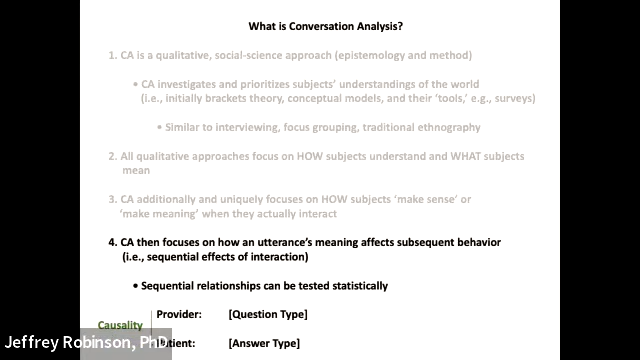 What is Conversation Analysis?
1. CA is a qualitative, social-science approach (epistemology and method)
• CA investigates and prioritizes subjects' understandings of the world
(i.e., initially brackets theory, conceptual models, and their 'tools,' e.g., surveys)
• Similar to interviewing, focus grouping, traditional ethnography
2. All qualitative approaches focus on HOW subjects understand and WHAT subjects
mean
3. CA additionally and uniquely focuses on HOW subjects 'make sense' or
'make meaning' when they actually interact
4. CA then focuses on how an utterance's meaning affects subsequent behavior
(i.e., sequential effects of interaction)
• Sequential relationships can be tested statistically
Provider: [Question Type]
Causality
[Answer Type]
Jeffrey Robinson, PhD